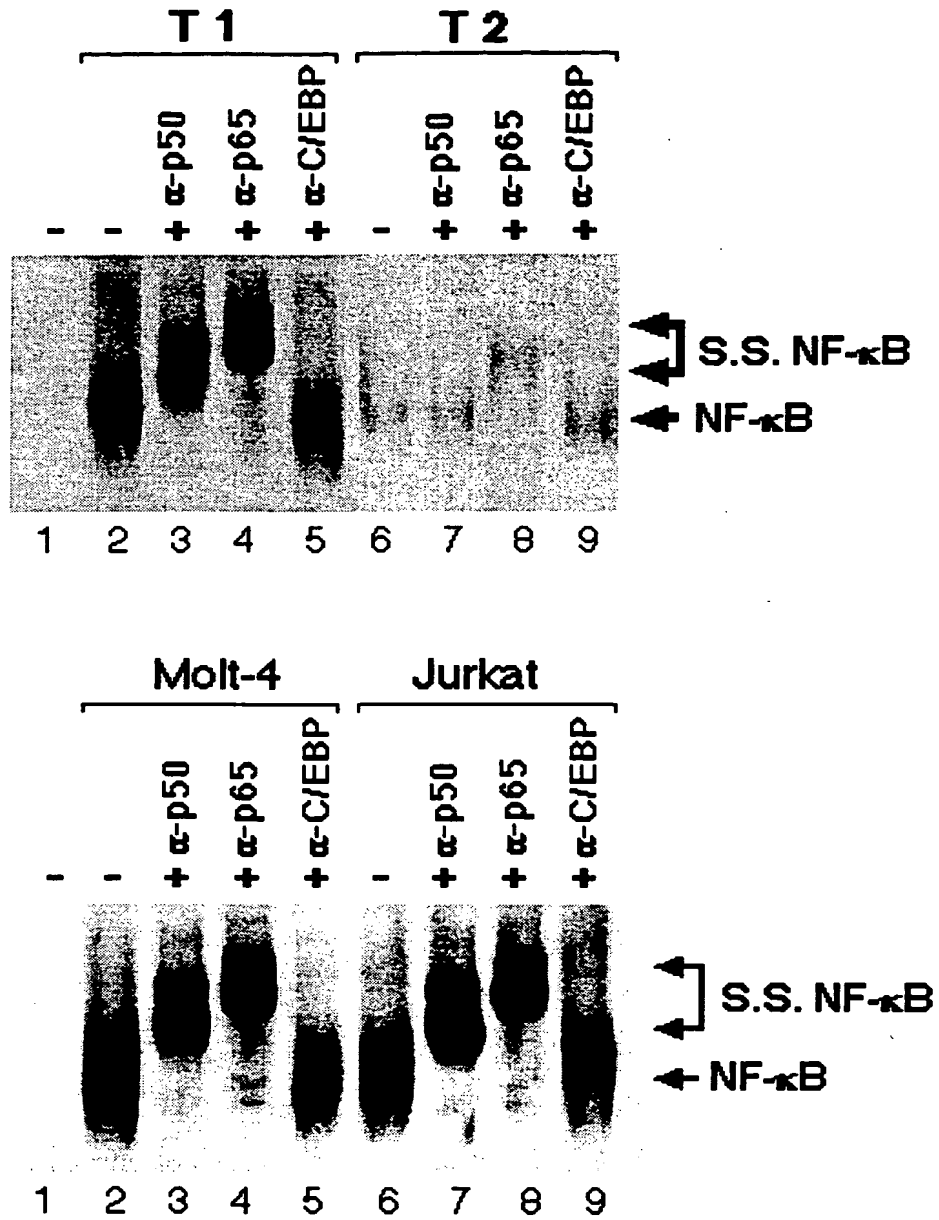 T 1 T 2
α-p50 α-p65 α-C/EBP α-p50 α-p65 α-C/EBP
- - + + + - + + +
S.S. NF-κB
NF-κB
1 2 3 4 5 6 7 8 9
Molt-4 Jurkat
α-p50 α-p65 α-C/EBP α-p50 α-p65 α-C/EBP
- - + + + - + + +
S.S. NF-κB
NF-κB
1 2 3 4 5 6 7 8 9